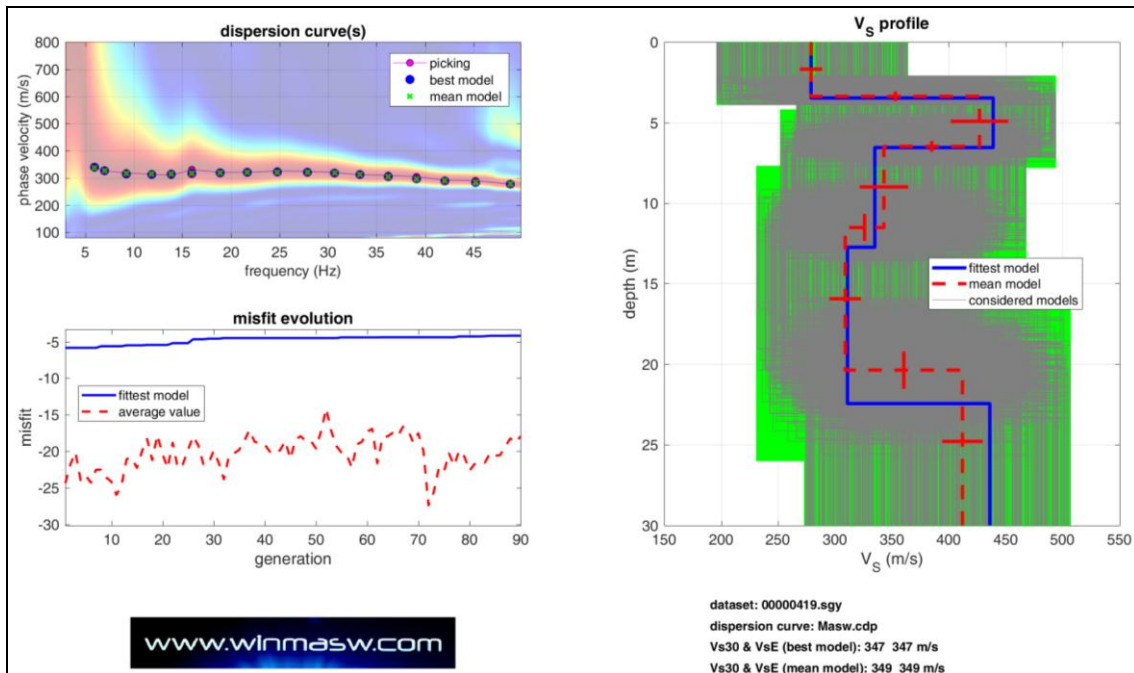 dispersion curve(s)
picking
best model
mean model
phase velocity (m/s)
800
700
600
500
400
300
200
100
5 10 15 20 25 30 35 40 45
frequency (Hz)
misfit evolution
fittest model
average value
misfit
-5
-10
-15
-20
-25
-30
10 20 30 40 50 60 70 80 90
generation
www.winmasw.com
VS profile
depth (m)
0
5
10
15
20
25
30
fittest model
mean model
considered models
150 200 250 300 350 400 450 500 550
VS (m/s)
dataset: 00000419.sgy
dispersion curve: Masw.cdp
Vs30 & VsE (best model): 347 347 m/s
Vs30 & VsE (mean model): 349 349 m/s